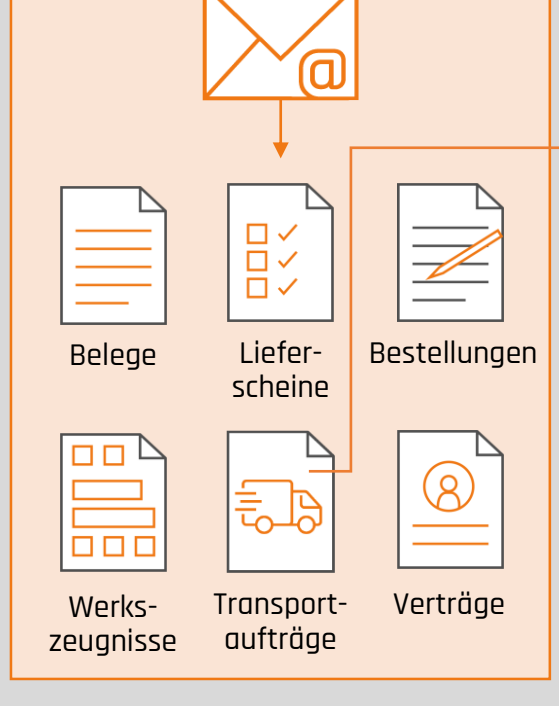 @
Belege
Liefer-
scheine
Bestellungen
Werks-
zeugnisse
Transport-
aufträge
Verträge